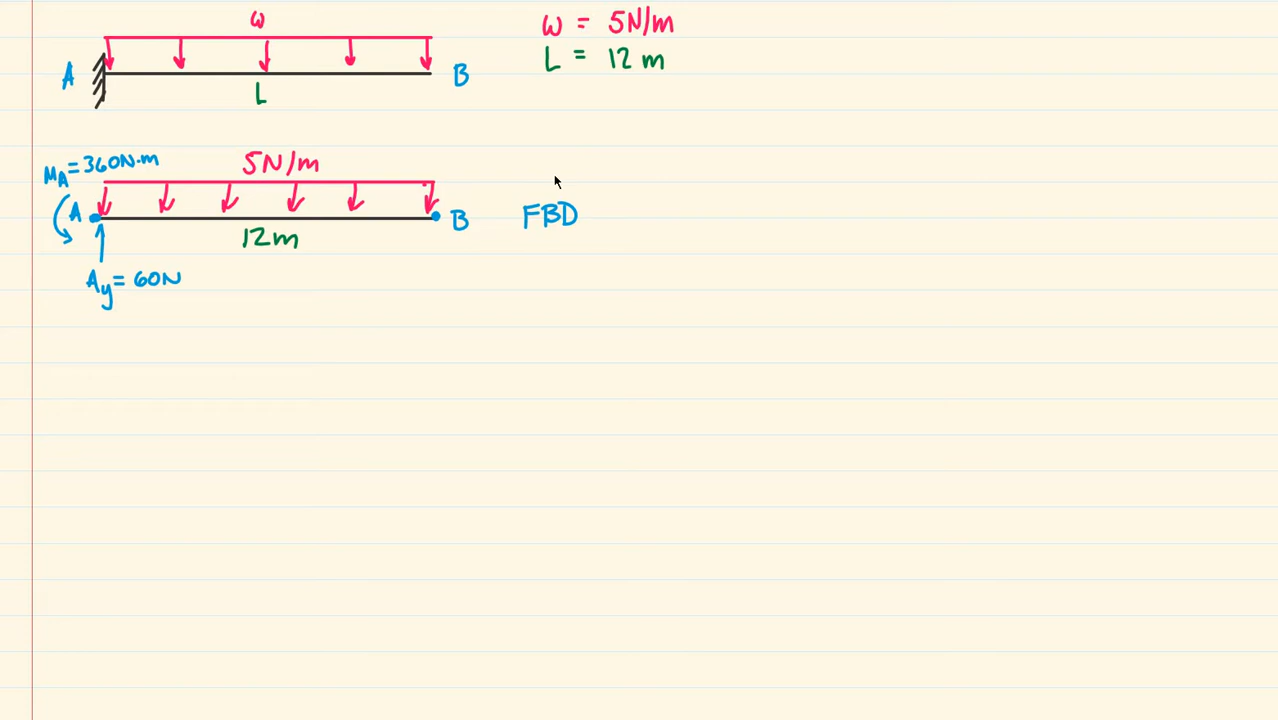 ω
ω = 5N/m
A
B
L = 12 m
L
M_A = 360N·m
5N/m
A
B
FBD
12m
A_y = 60N